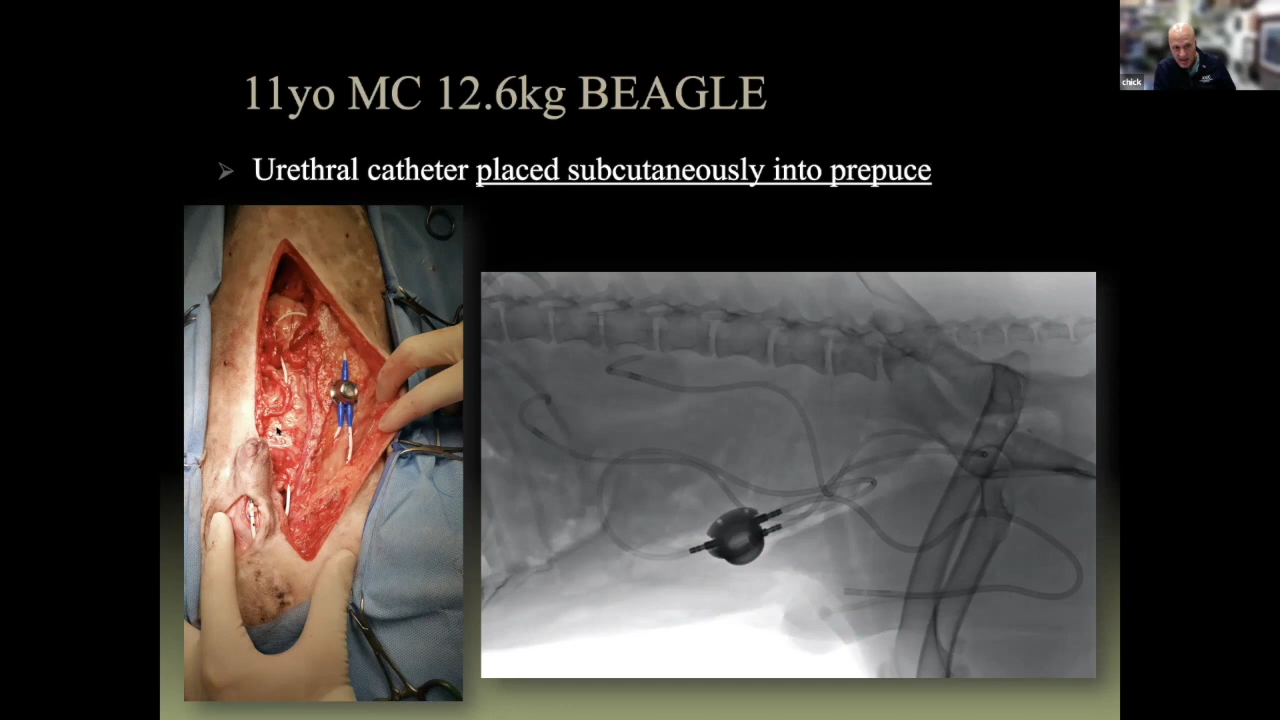 11yo MC 12.6kg BEAGLE
Urethral catheter placed subcutaneously into prepuce
chick